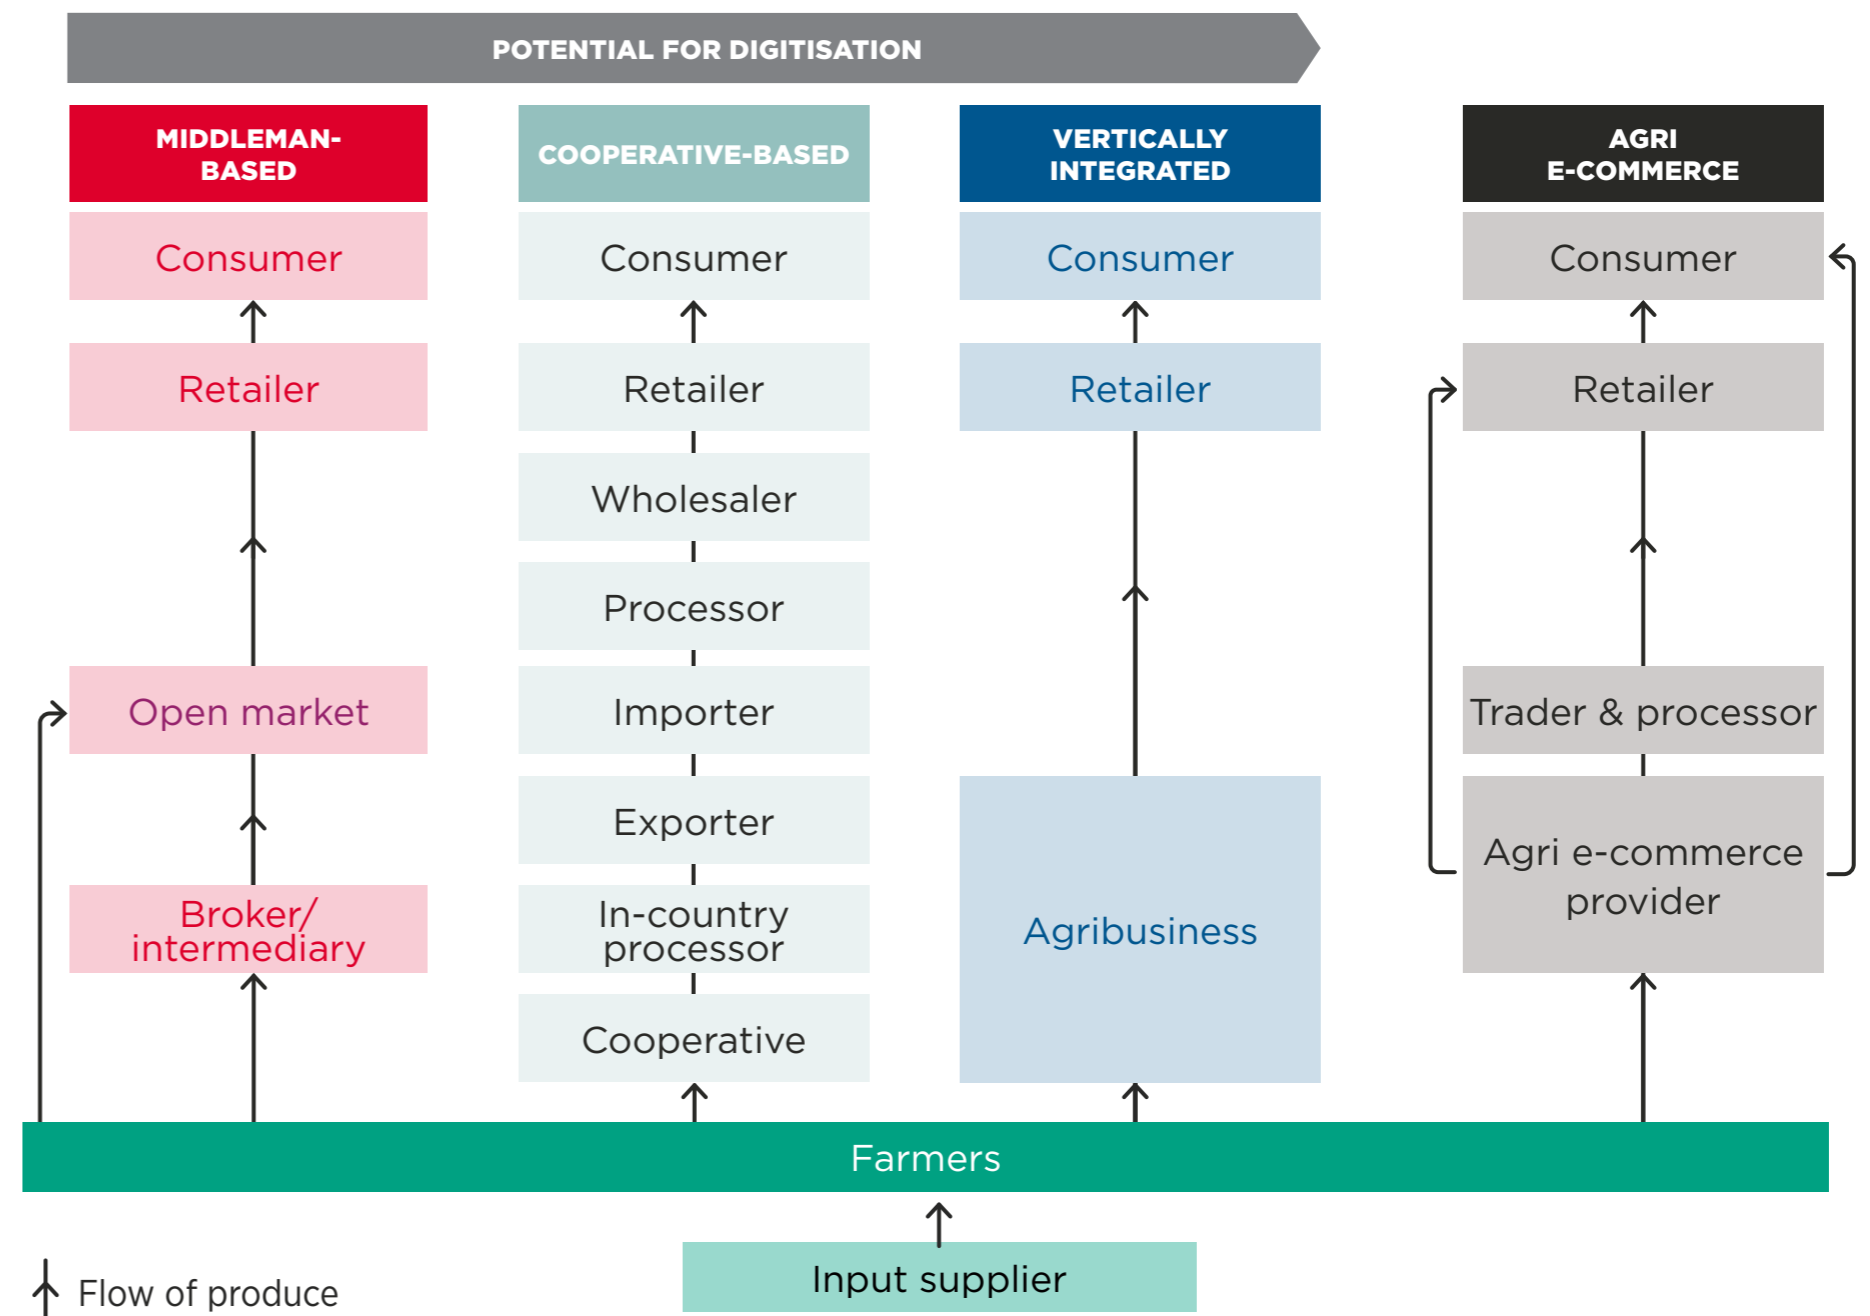 POTENTIAL FOR DIGITISATION
MIDDLEMAN-
BASED
Consumer
Retailer
Open market
Broker/
intermediary
COOPERATIVE-BASED
Consumer
Retailer
Wholesaler
Processor
Importer
Exporter
In-country
processor
Cooperative
VERTICALLY
INTEGRATED
Consumer
Retailer
Agribusiness
AGRI
E-COMMERCE
Consumer
Retailer
Trader & processor
Agri e-commerce
provider
Farmers
Input supplier
Flow of produce